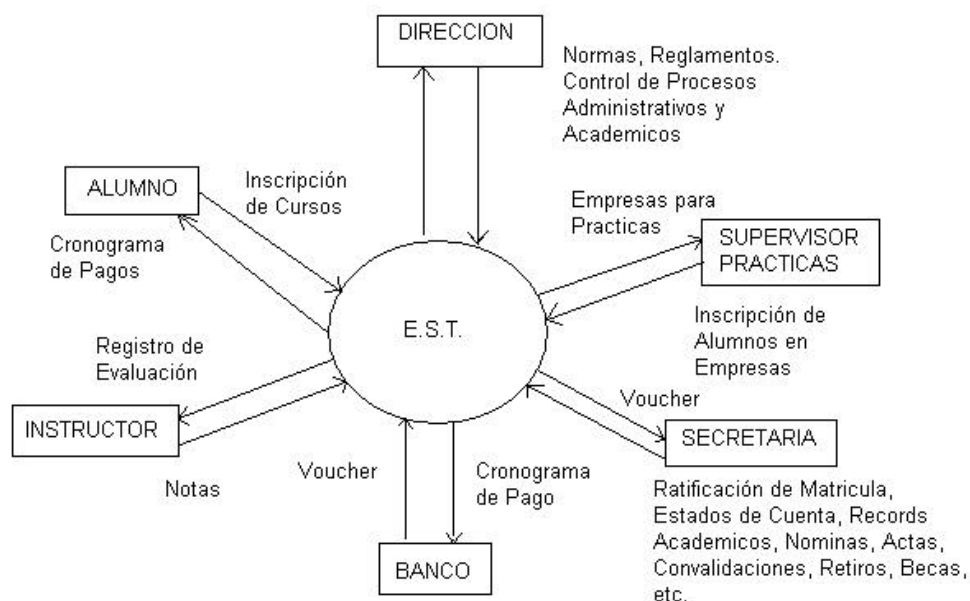 DIRECCION
Normas, Reglamentos.
Control de Procesos
Administrativos y
Academicos
ALUMNO
Inscripción
de Cursos
Cronograma
de Pagos
Empresas para
Practicas
SUPERVISOR
PRACTICAS
E.S.T.
Inscripción de
Alumnos en
Empresas
Registro de
Evaluación
INSTRUCTOR
Notas
Voucher
Cronograma
de Pago
BANCO
Voucher
SECRETARIA
Ratificación de Matricula,
Estados de Cuenta, Records
Academicos, Nominas, Actas,
Convalidaciones, Retiros, Becas,
etc.